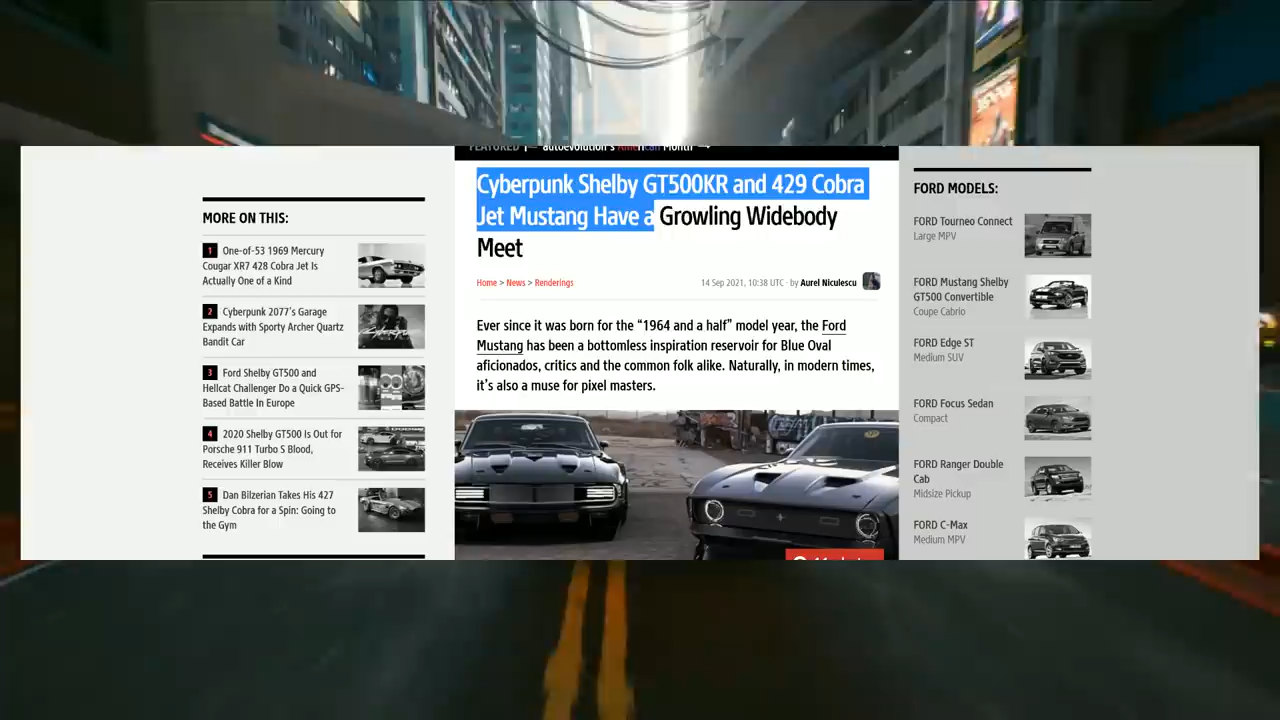 FEATURED
autoevolution's American Month
MORE ON THIS:
1 One-of-53 1969 Mercury
Cougar XR7 428 Cobra Jet Is
Actually One of a Kind
2 Cyberpunk 2077's Garage
Expands with Sporty Archer Quartz
Bandit Car
3 Ford Shelby GT500 and
Hellcat Challenger Do a Quick GPS-
Based Battle In Europe
4 2020 Shelby GT500 Is Out for
Porsche 911 Turbo S Blood,
Receives Killer Blow
5 Dan Bilzerian Takes His 427
Shelby Cobra for a Spin: Going to
the Gym
Cyberpunk Shelby GT500KR and 429 Cobra
Jet Mustang Have a Growling Widebody
Meet
Home > News > Renderings
14 Sep 2021, 10:38 UTC · by Aurel Niculescu
Ever since it was born for the “1964 and a half” model year, the Ford
Mustang has been a bottomless inspiration reservoir for Blue Oval
aficionados, critics and the common folk alike. Naturally, in modern times,
it’s also a muse for pixel masters.
FORD MODELS:
FORD Tourneo Connect
Large MPV
FORD Mustang Shelby
GT500 Convertible
Coupe Cabrio
FORD Edge ST
Medium SUV
FORD Focus Sedan
Compact
FORD Ranger Double
Cab
Midsize Pickup
FORD C-Max
Medium MPV